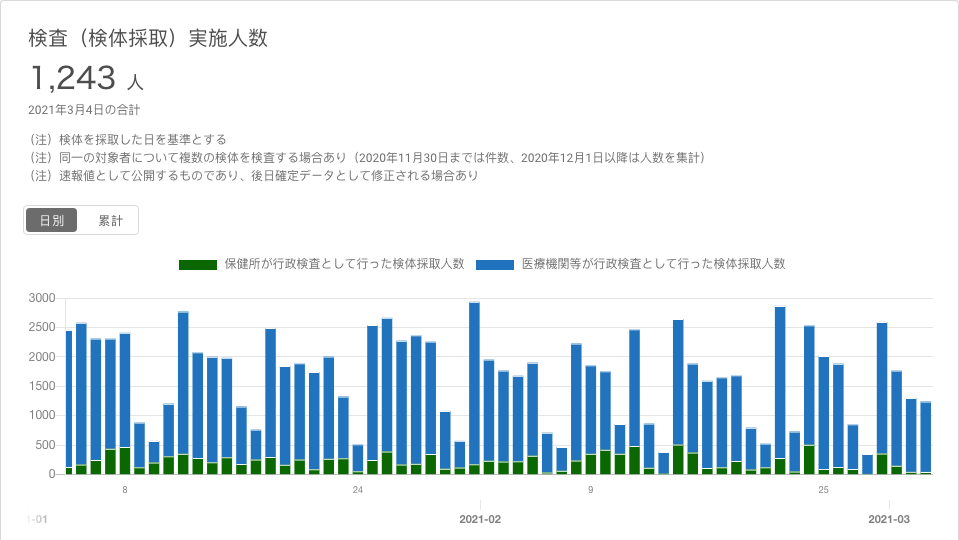 検査（検体採取）実施人数
1,243 人
2021年3月4日の合計
（注）検体を採取した日を基準とする
（注）同一の対象者について複数の検体を検査する場合あり（2020年11月30日までは件数、2020年12月1日以降は人数を集計）
（注）速報値として公開するものであり、後日確定データとして修正される場合あり
日別 累計
保健所が行政検査として行った検体採取人数 医療機関等が行政検査として行った検体採取人数
3000
2500
2000
1500
1000
500
0
8 24 9 25
1-01 2021-02 2021-03